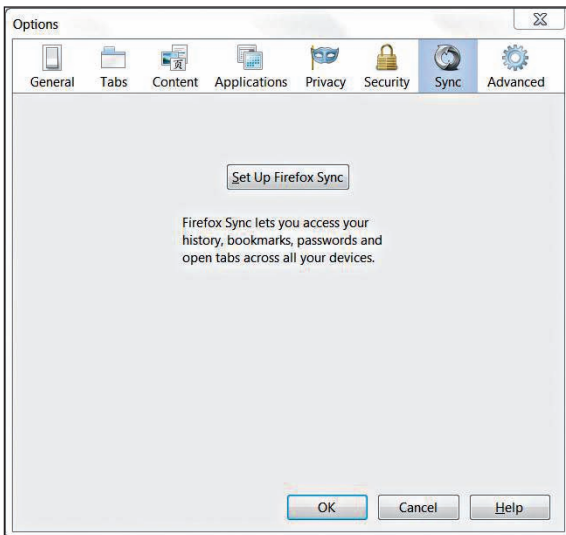 Options
General Tabs Content Applications Privacy Security Sync Advanced
Set Up Firefox Sync
Firefox Sync lets you access your
history, bookmarks, passwords and
open tabs across all your devices.
OK Cancel Help